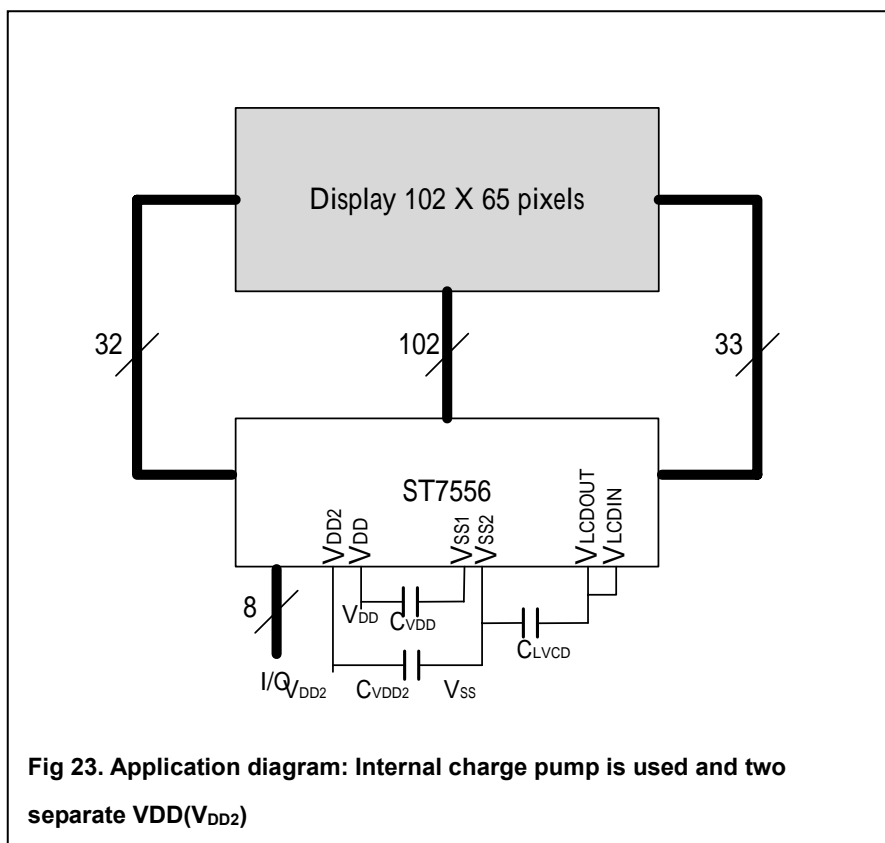 Display 102 X 65 pixels
32
102
33
ST7556
VDD2
VDD
VSS1
VSS2
VLCDOUT
VLCDIN
8
VDD
CVDD
CLVCD
I/O
VDD2
CVDD2
VSS
Fig 23. Application diagram: Internal charge pump is used and two
separate VDD(VDD2)